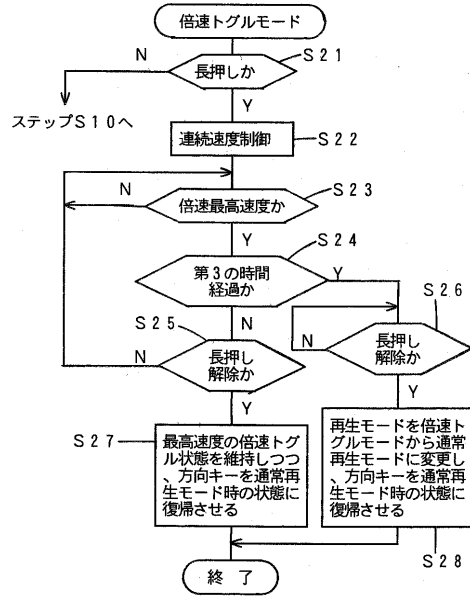 倍速トグルモード
N
S21
長押しか
Y
ステップS10へ
連続速度制御
S22
N
S23
倍速最高速度か
Y
S24
第3の時間
経過か
Y
S26
S25
N
長押し
解除か
N
Y
N
長押し
解除か
Y
S27
最高速度の倍速トグ
ル状態を維持しつつ
、方向キーを通常再
生モード時の状態に
復帰させる
再生モードを倍速ト
グルモードから通常
再生モードに変更し
、方向キーを通常再
生モード時の状態に
復帰させる
S28
終了